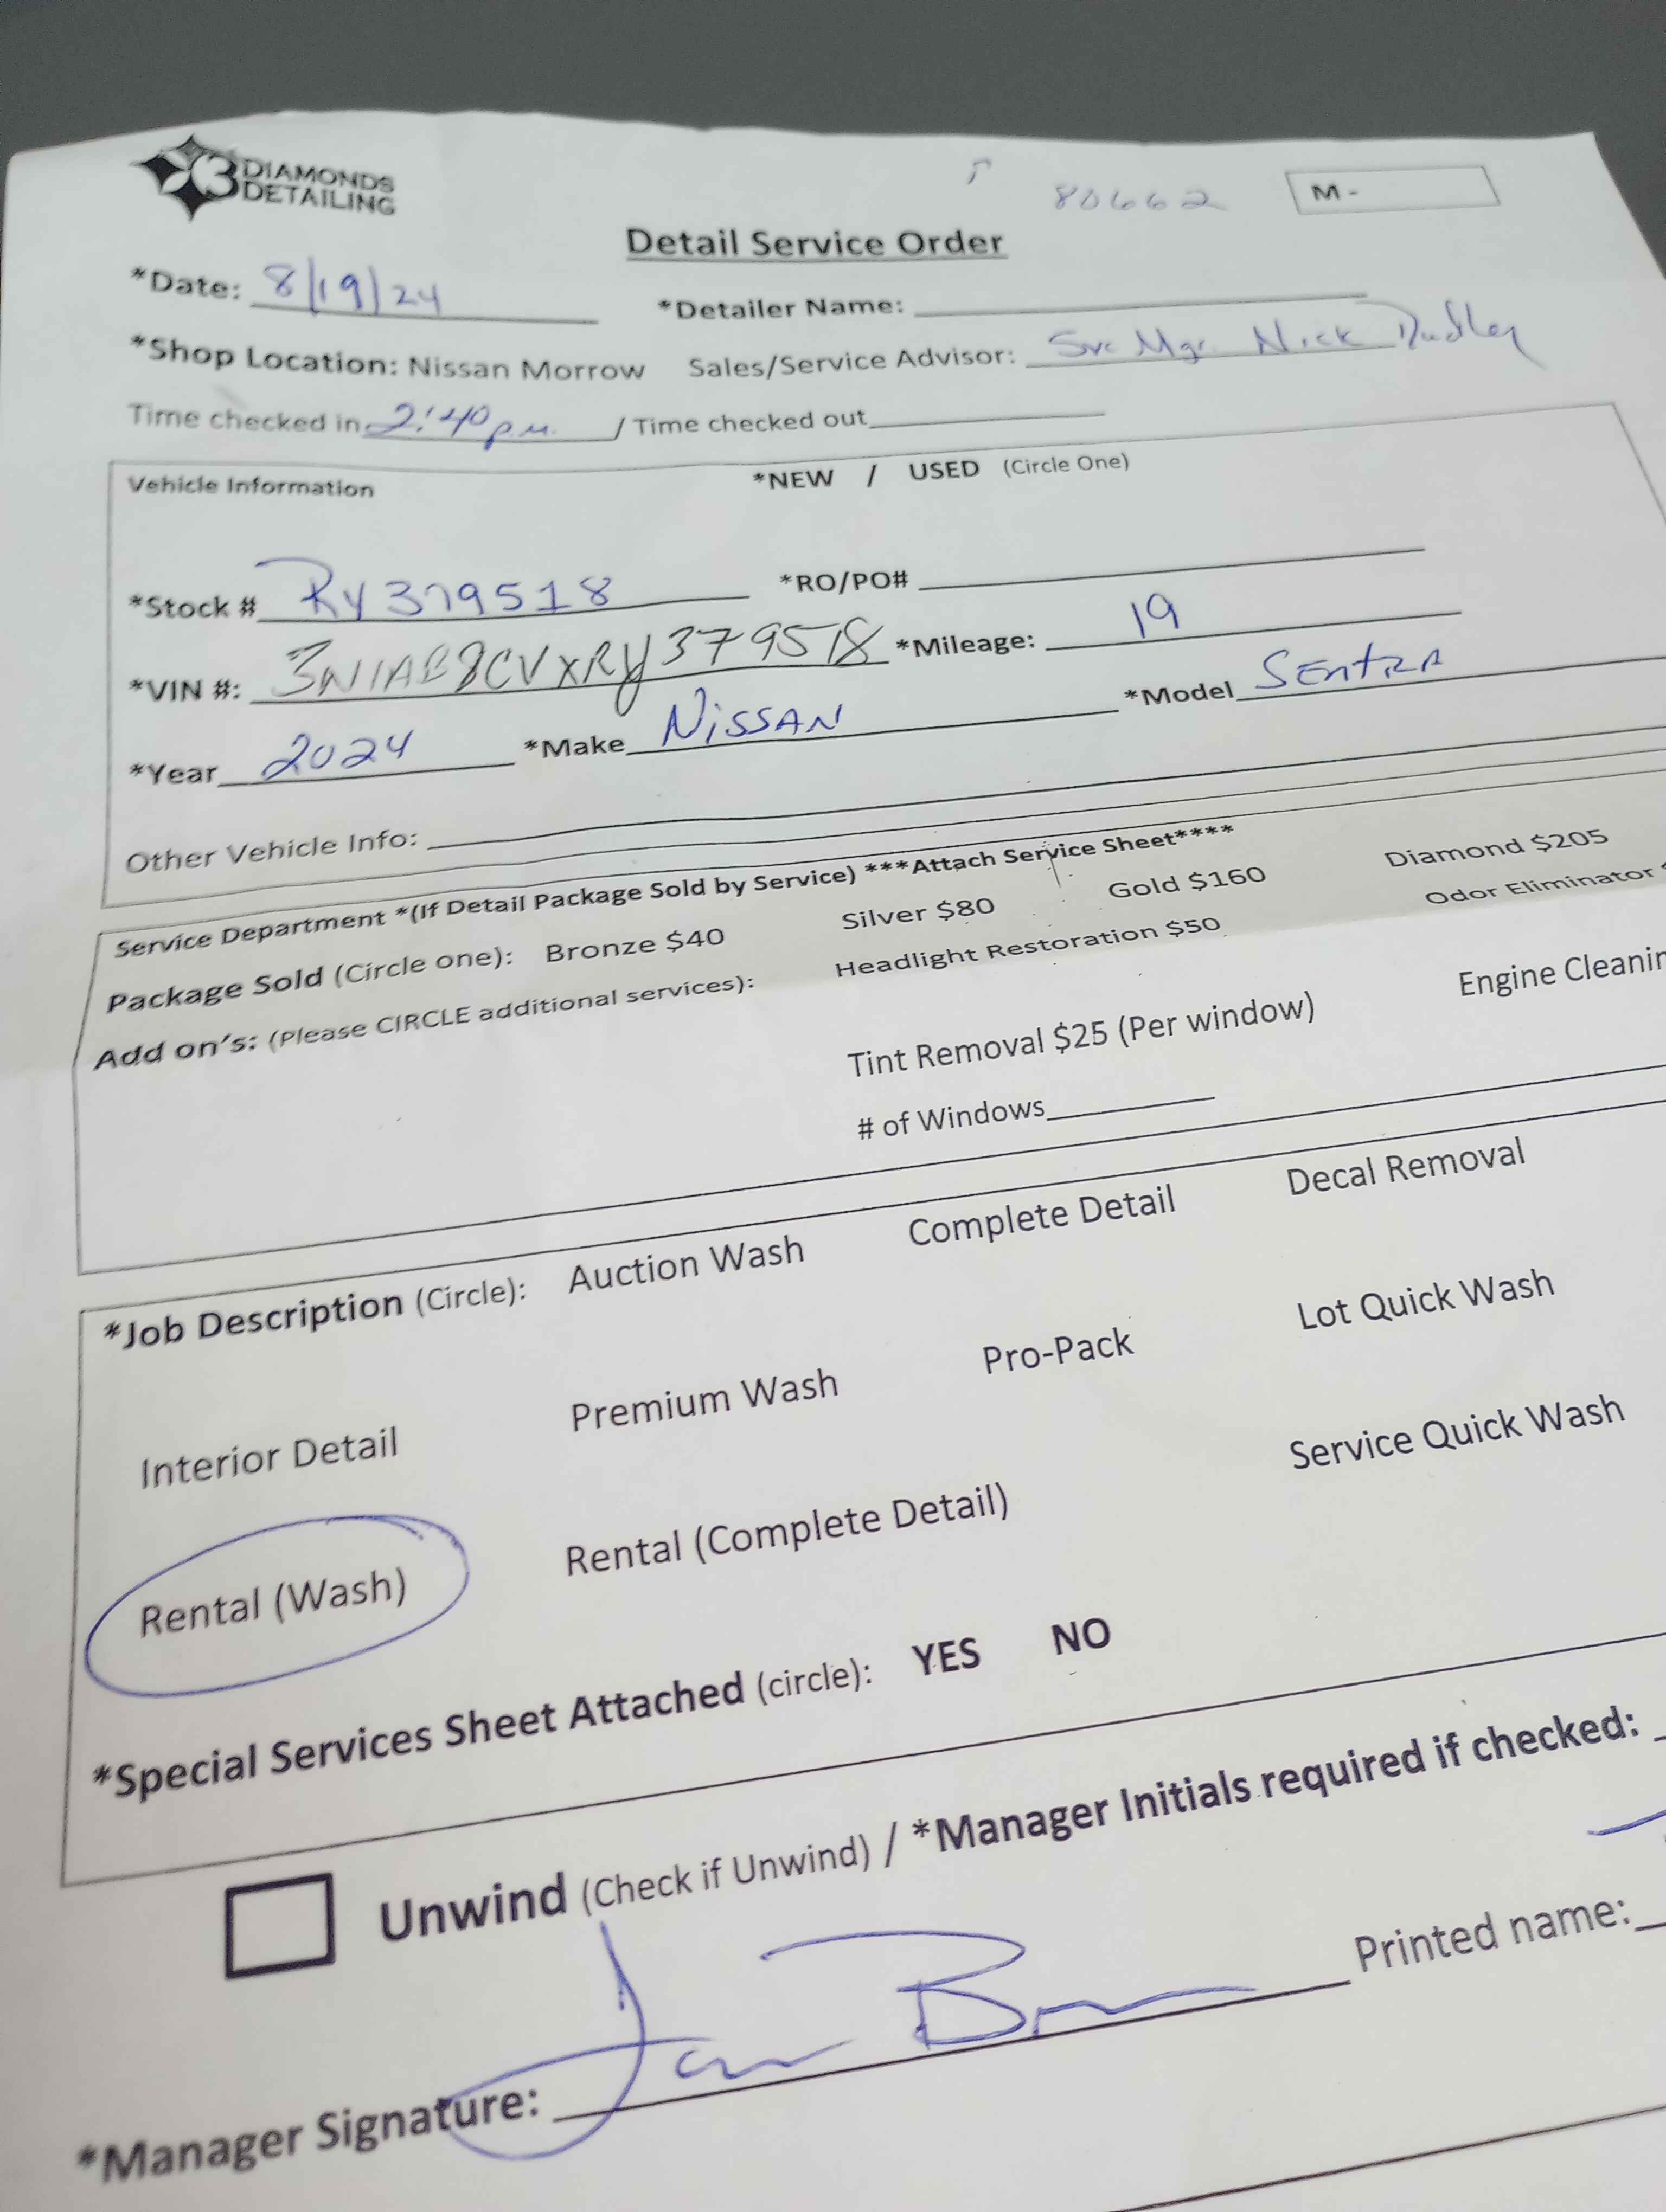 3 DIAMONDS
DETAILING
80662
M -
Detail Service Order
*Date: 8/19/24 *Detailer Name:
*Shop Location: Nissan Morrow Sales/Service Advisor: Svc Mgr. Nick Dudley
Time checked in 2:40 p.m. / Time checked out
Vehicle Information *NEW / USED (Circle One)
*Stock # RY379518 *RO/PO#
*VIN #: 3N1AB8CVXRY379518 *Mileage: 19
*Year 2024 *Make NiSSAN *Model SEntRA
Other Vehicle Info:
Service Department *(If Detail Package Sold by Service) ***Attach Service Sheet****
Package Sold (Circle one): Bronze $40 Silver $80 Gold $160 Diamond $205
Add on's: (Please CIRCLE additional services): Headlight Restoration $50 Odor Eliminator
Tint Removal $25 (Per window) Engine Cleanin
# of Windows
*Job Description (Circle): Auction Wash Complete Detail Decal Removal
Interior Detail Premium Wash Pro-Pack Lot Quick Wash
Rental (Wash) Rental (Complete Detail) Service Quick Wash
*Special Services Sheet Attached (circle): YES NO
Unwind (Check if Unwind) / *Manager Initials required if checked:
*Manager Signature: Printed name: